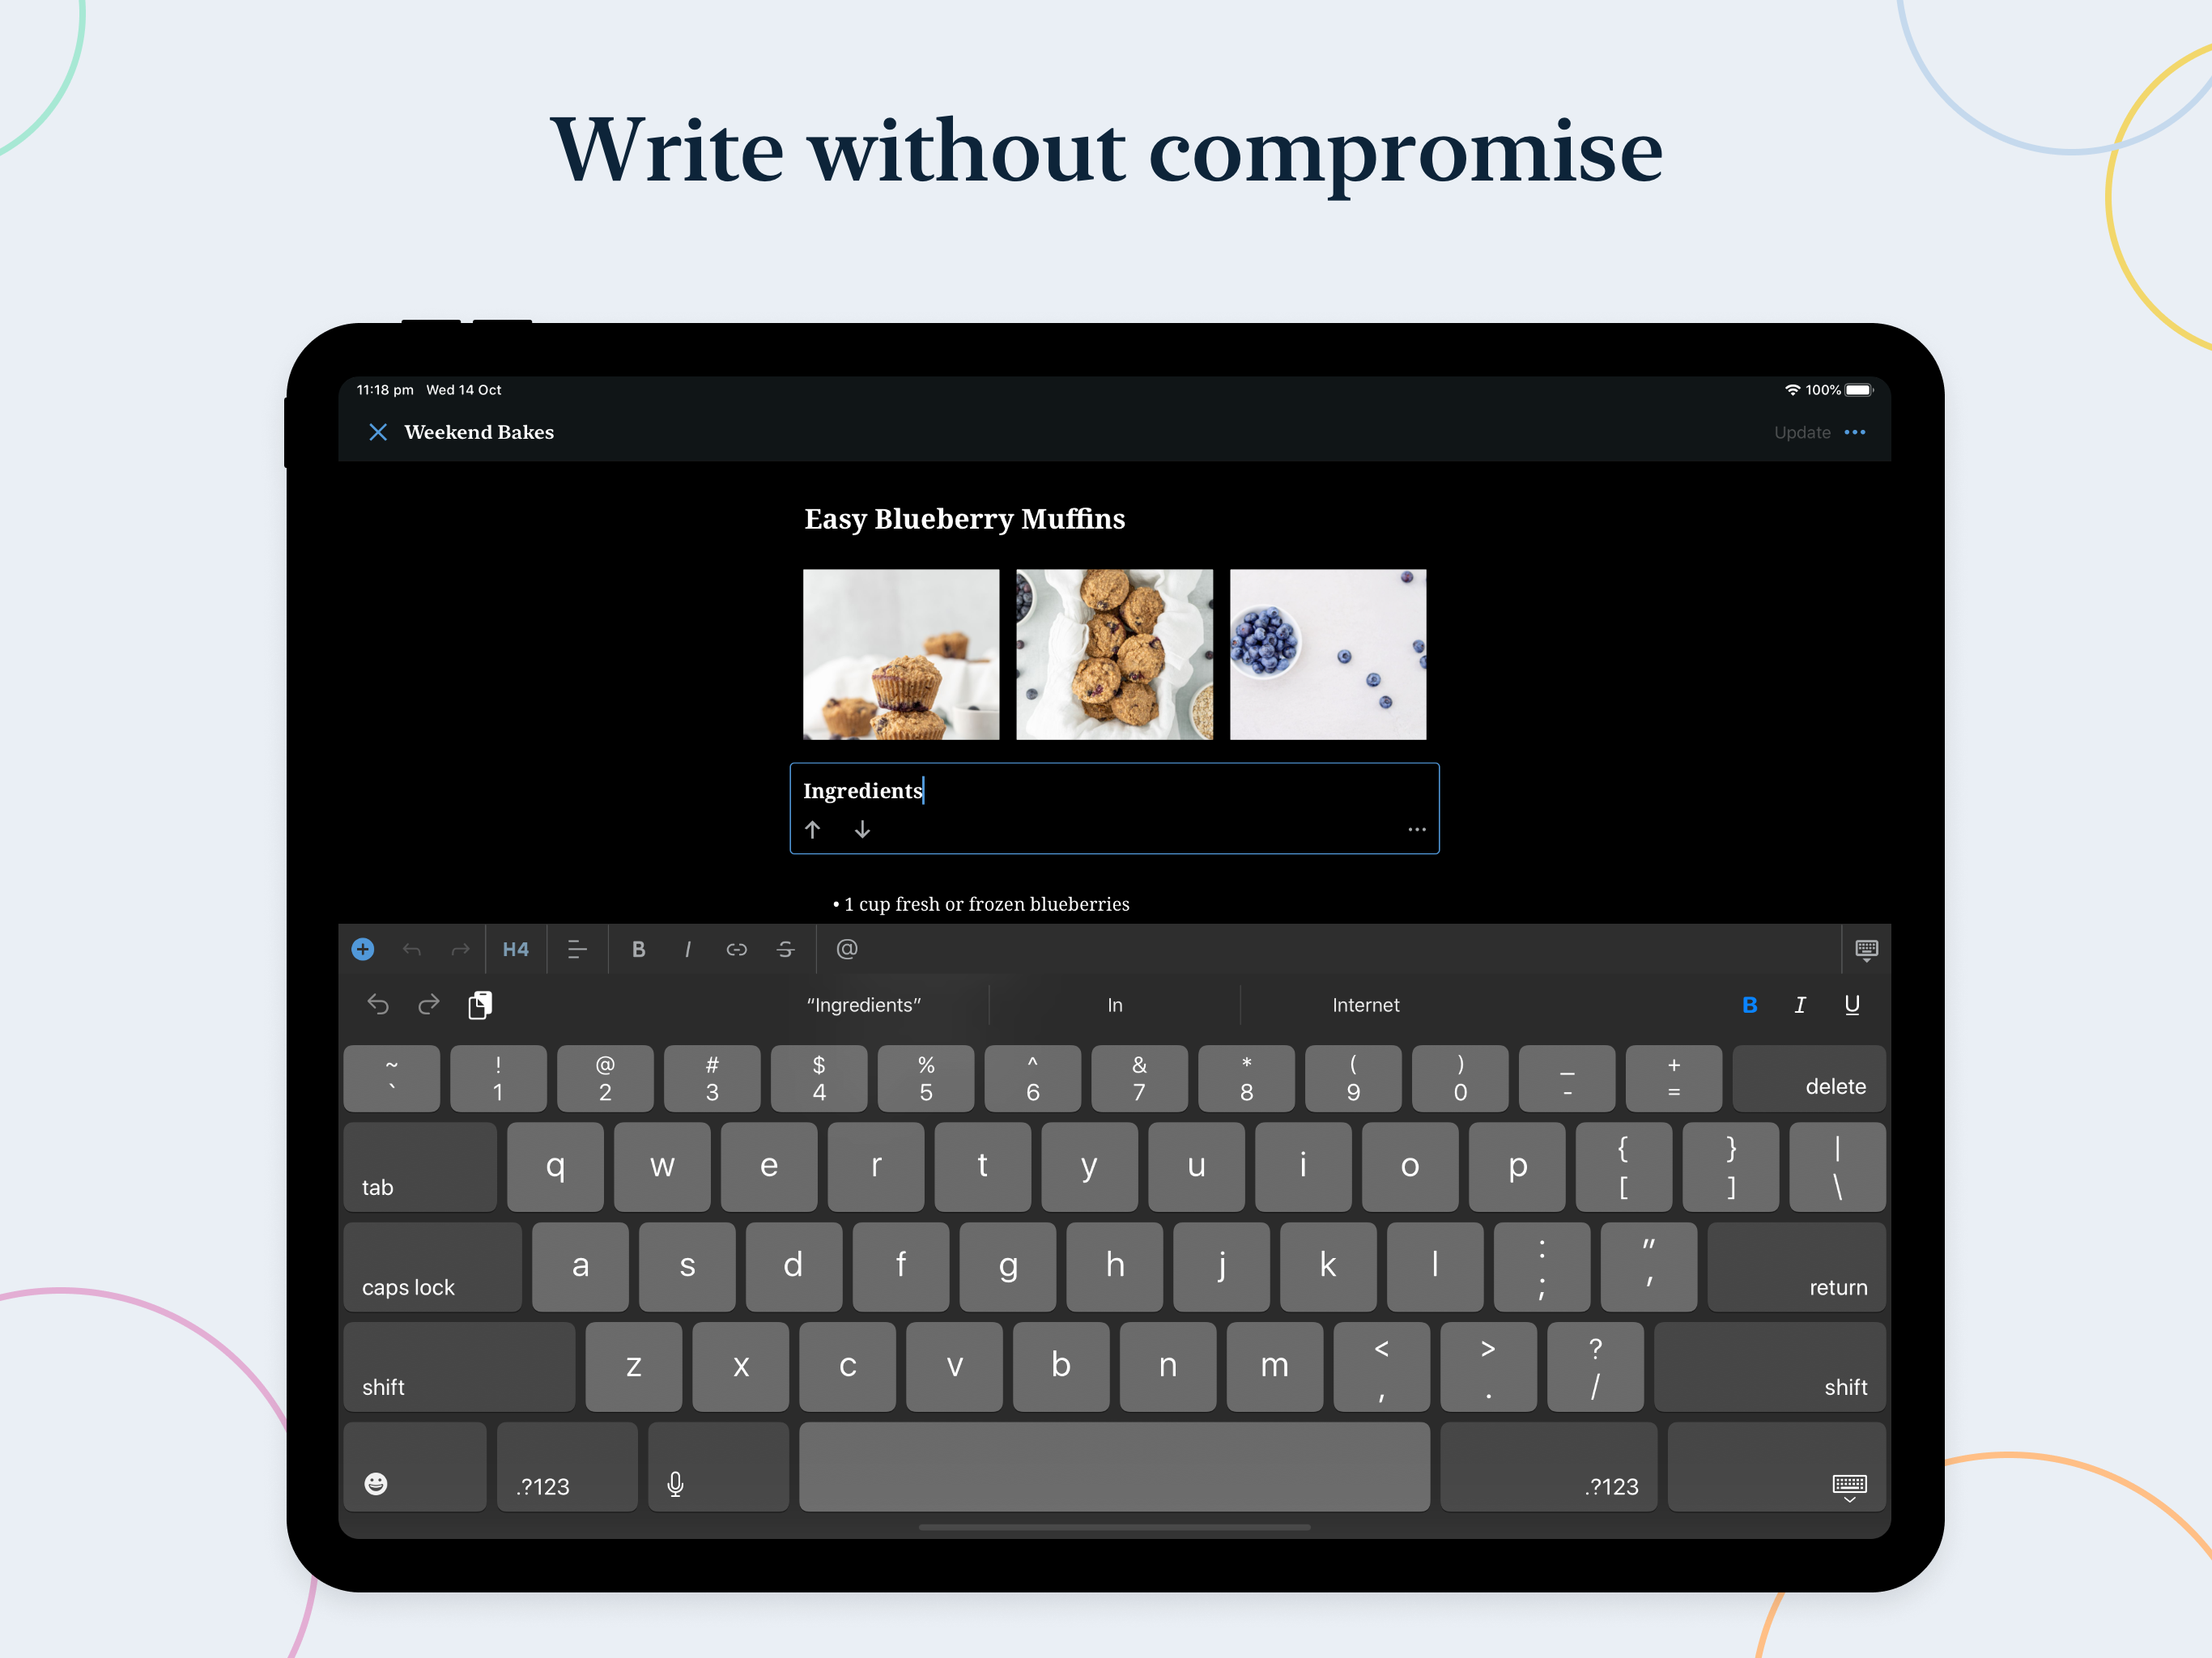 Write without compromise
11:18 pm Wed 14 Oct 100%
Weekend Bakes Update
Easy Blueberry Muffins
Ingredients
• 1 cup fresh or frozen blueberries
H4 B I S @
“Ingredients” In Internet B I U
~ ! @ # $ % ^ & * ( ) _ +
` 1 2 3 4 5 6 7 8 9 0 - = delete
tab q w e r t y u i o p { [ } ] | \
caps lock a s d f g h j k l : ; " ' return
shift z x c v b n m < , > . ? / shift
.?123 .?123